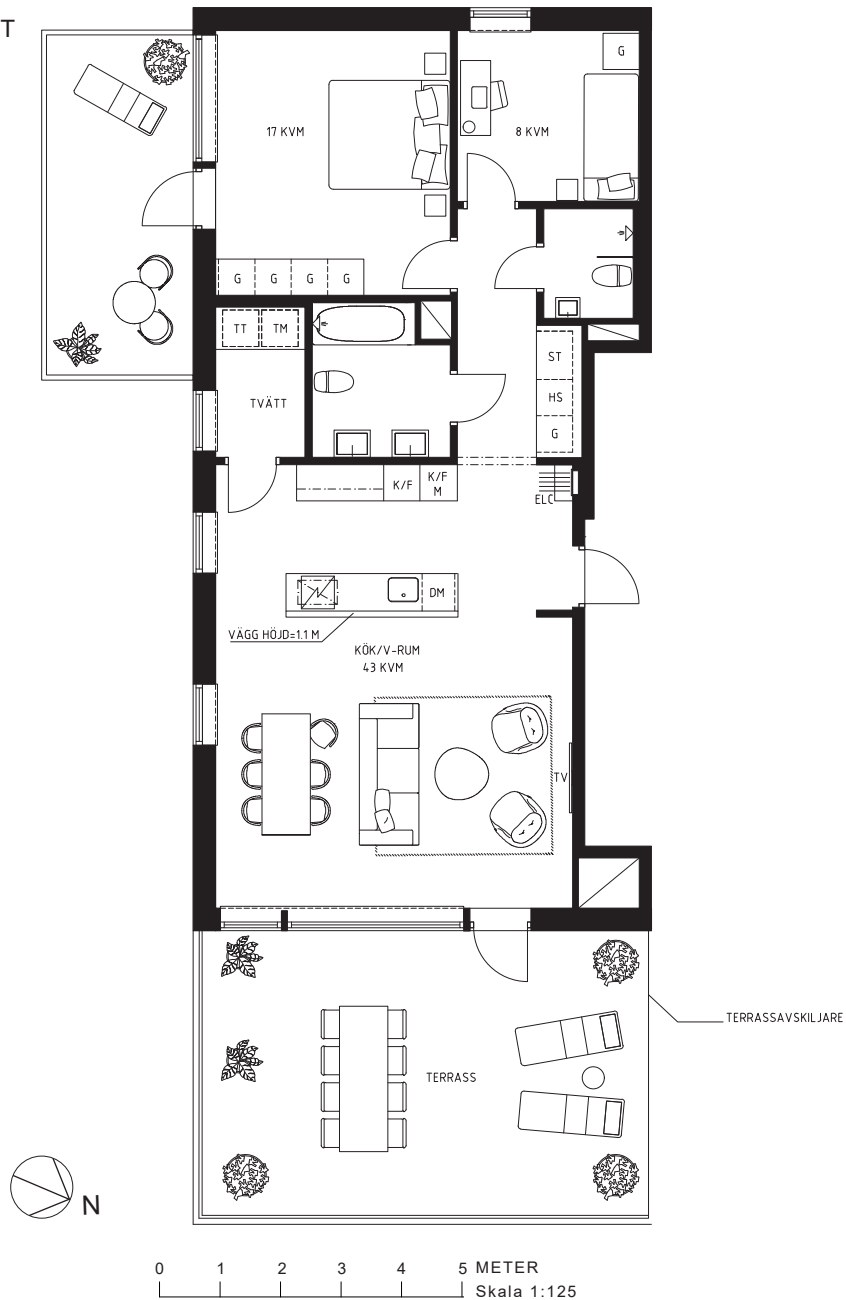 T
G
17 KVM
8 KVM
G G G G
TT TM
ST
TVÄTT
HS
G
K/F
K/F
M
ELC
DM
VÄGG HÖJD=1.1 M
KÖK/V-RUM
43 KVM
TV
TERRASSAVSKILJARE
TERRASS
N
0 1 2 3 4 5 METER
Skala 1:125